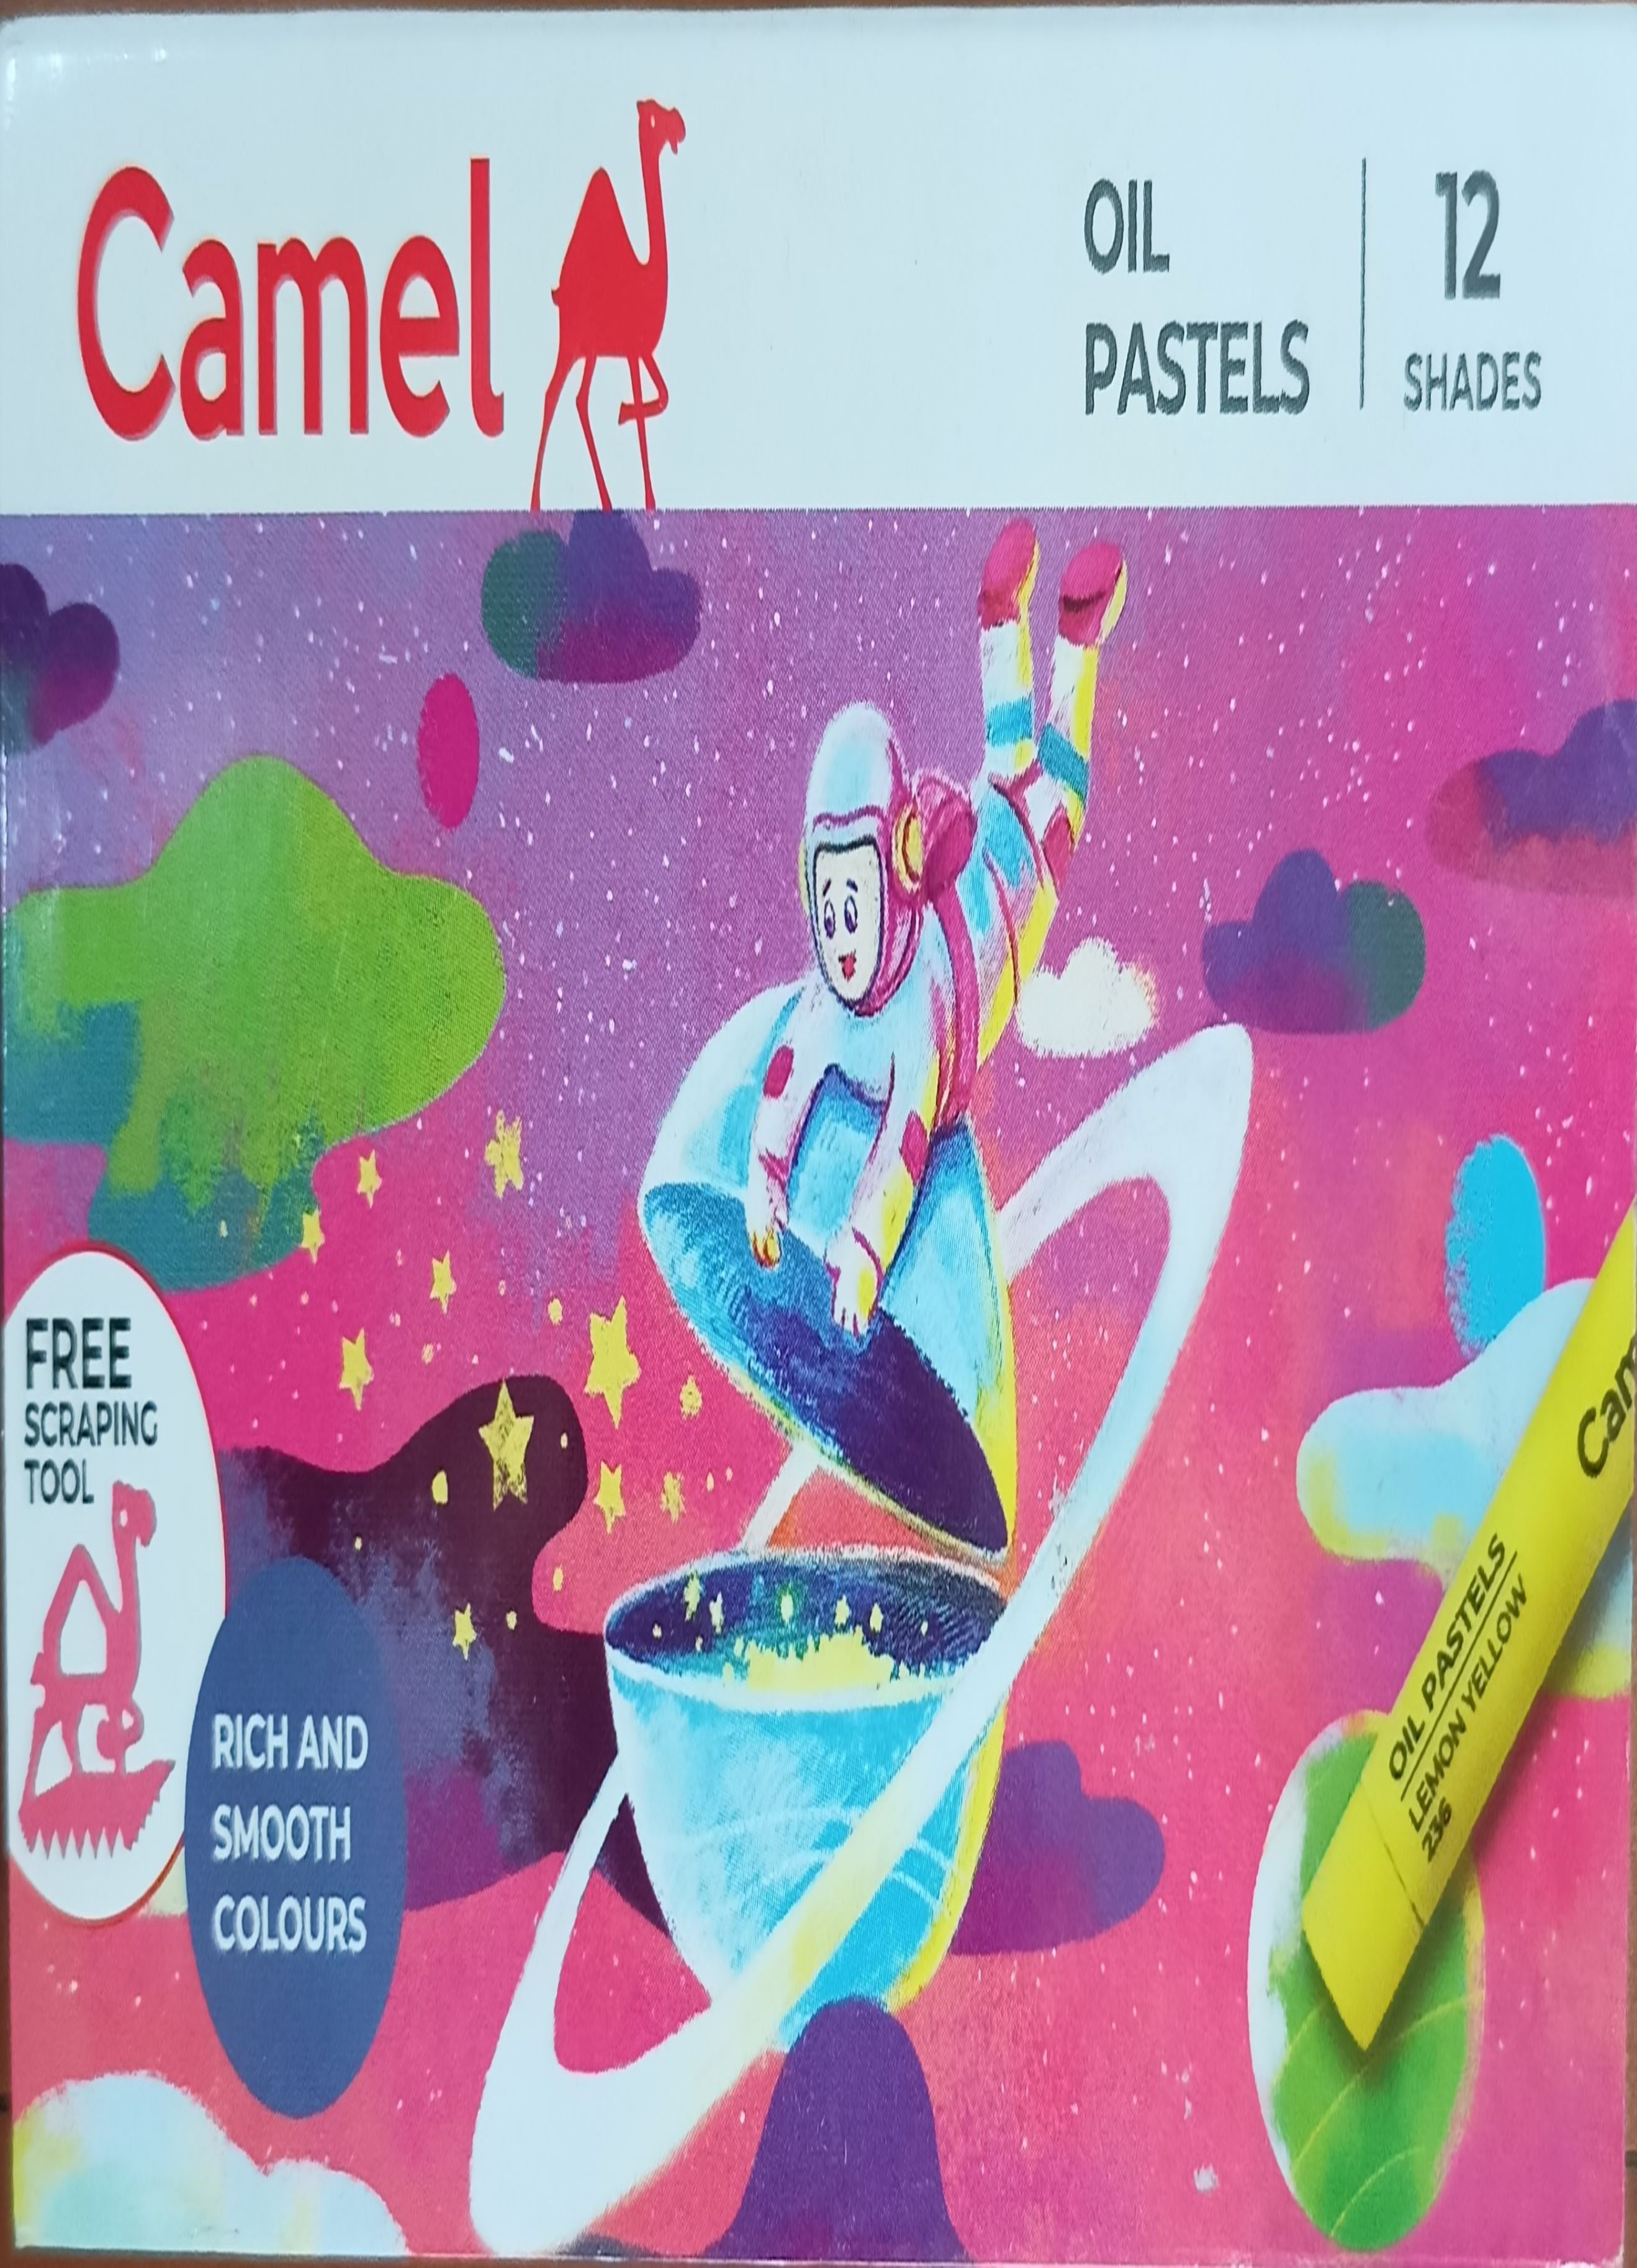 Camel
OIL
PASTELS
12
SHADES
FREE
SCRAPING
TOOL
RICH AND
SMOOTH
COLOURS
Cam
OIL PASTELS
LEMON YELLOW
236